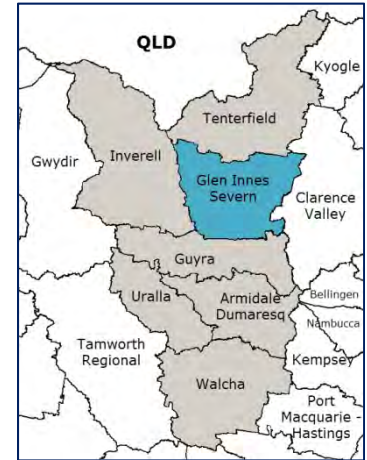 QLD
Kyogle
Tenterfield
Gwydir
Inverell
Glen Innes
Severn
Clarence
Valley
Guyra
Uralla
Armidale
Dumaresq
Bellingen
Nambucca
Tamworth
Regional
Kempsey
Walcha
Port
Macquarie -
Hastings